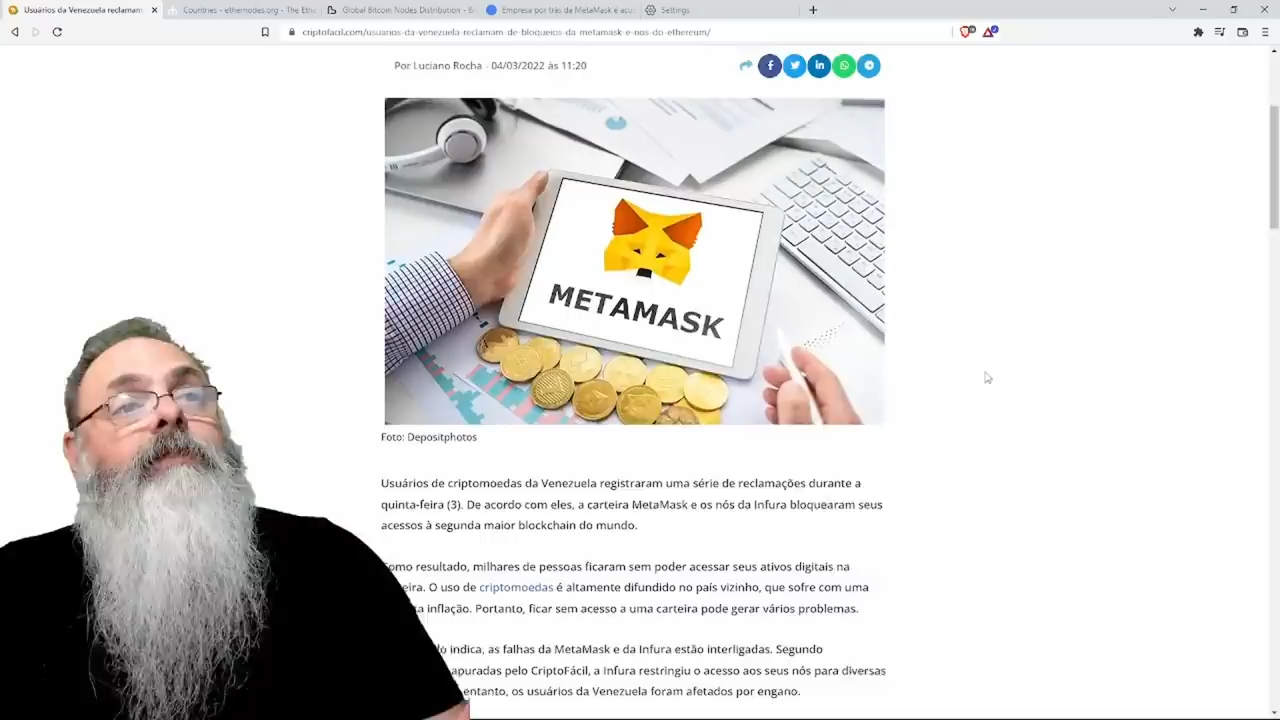 Usuários da Venezuela reclamam
Countries - ethernodes.org - The Eth
Global Bitcoin Nodes Distribution - B
Empresa por trás da MetaMask é acu
Settings
criptofacil.com/usuarios-da-venezuela-reclamam-de-bloqueios-da-metamask-e-nos-do-ethereum/
Por Luciano Rocha - 04/03/2022 às 11:20
METAMASK
Foto: Depositphotos
Usuários de criptomoedas da Venezuela registraram uma série de reclamações durante a
quinta-feira (3). De acordo com eles, a carteira MetaMask e os nós da Infura bloquearam seus
acessos à segunda maior blockchain do mundo.
omo resultado, milhares de pessoas ficaram sem poder acessar seus ativos digitais na
eira. O uso de criptomoedas é altamente difundido no país vizinho, que sofre com uma
ta inflação. Portanto, ficar sem acesso a uma carteira pode gerar vários problemas.
lo indica, as falhas da MetaMask e da Infura estão interligadas. Segundo
apuradas pelo CriptoFácil, a Infura restringiu o acesso aos seus nós para diversas
entanto, os usuários da Venezuela foram afetados por engano.